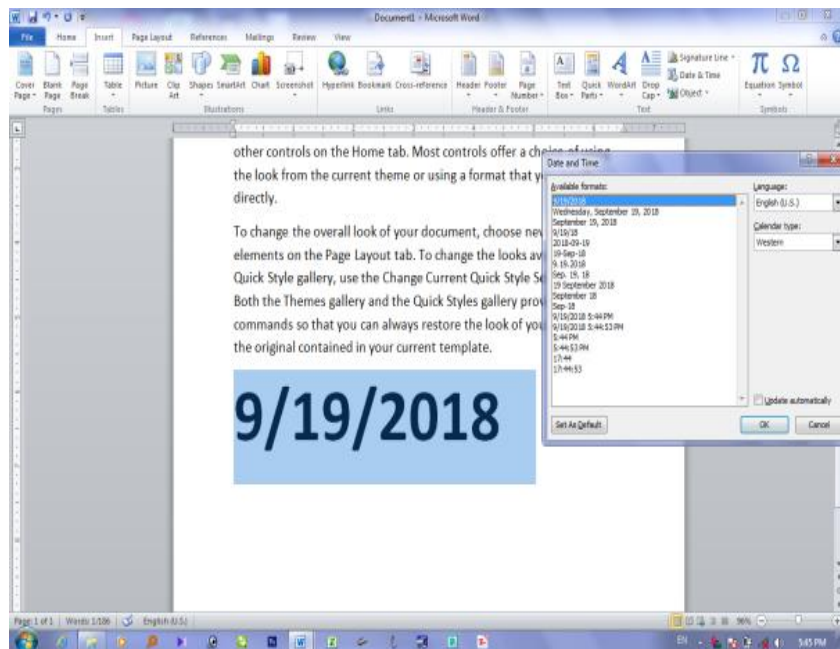 Document1 - Microsoft Word
File Home Insert Page Layout References Mailings Review View
Cover Page Blank Page Page Break Table Picture Clip Art Shapes SmartArt Chart Screenshot Hyperlink Bookmark Cross-reference Header Footer Page Number Text Box Quick Parts WordArt Drop Cap Signature Line Date & Time Object Equation Symbol
Pages Tables Illustrations Links Header & Footer Text Symbols
other controls on the Home tab. Most controls offer a choice of using
the look from the current theme or using a format that y
directly.
To change the overall look of your document, choose new
elements on the Page Layout tab. To change the looks av
Quick Style gallery, use the Change Current Quick Style Se
Both the Themes gallery and the Quick Styles gallery prov
commands so that you can always restore the look of you
the original contained in your current template.
9/19/2018
Date and Time
Available formats:
9/19/2018
Wednesday, September 19, 2018
September 19, 2018
9/19/18
2018-09-19
19-Sep-18
9.19.2018
Sep. 19, 18
19 September 2018
September 18
Sep-18
9/19/2018 5:44 PM
9/19/2018 5:44:53 PM
5:44 PM
5:44:53 PM
17:44
17:44:53
Language:
English (U.S.)
Calendar type:
Western
Update automatically
Set As Default
OK
Cancel
Page: 1 of 1 Words: 1/586 English (U.S.) 96%
EN 5:45 PM